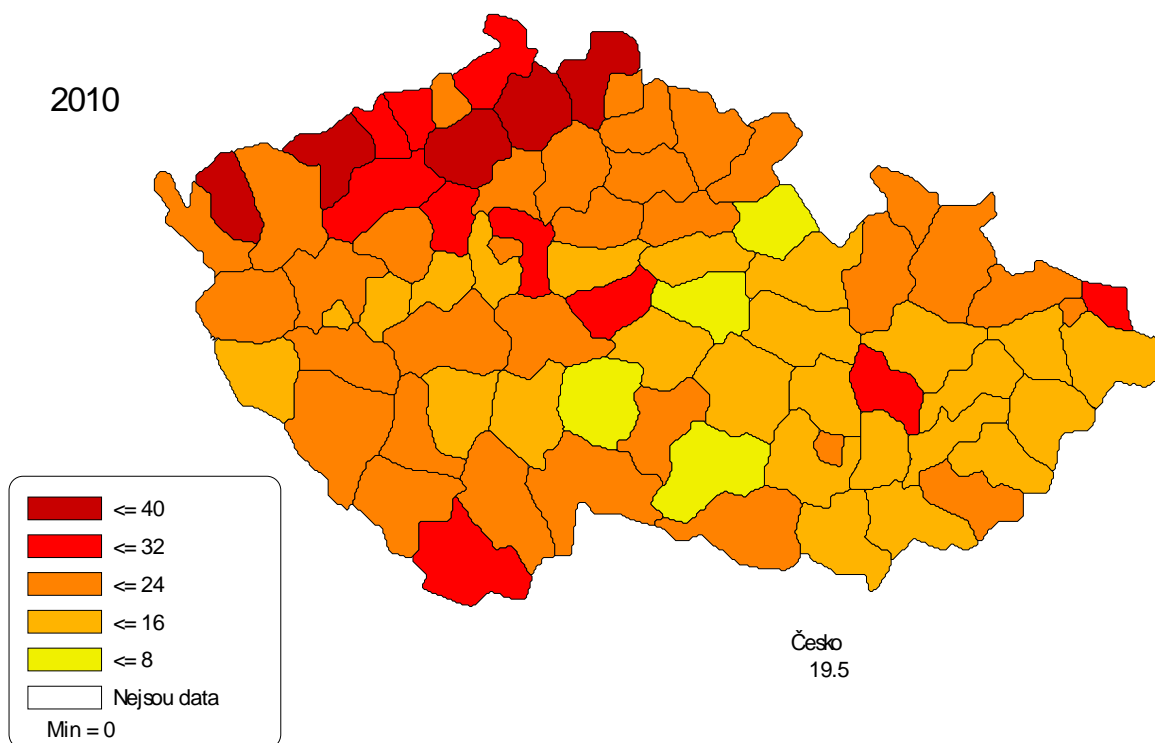 2010
<= 40
<= 32
<= 24
<= 16
<= 8
Nejsou data
Min = 0
Česko
19.5